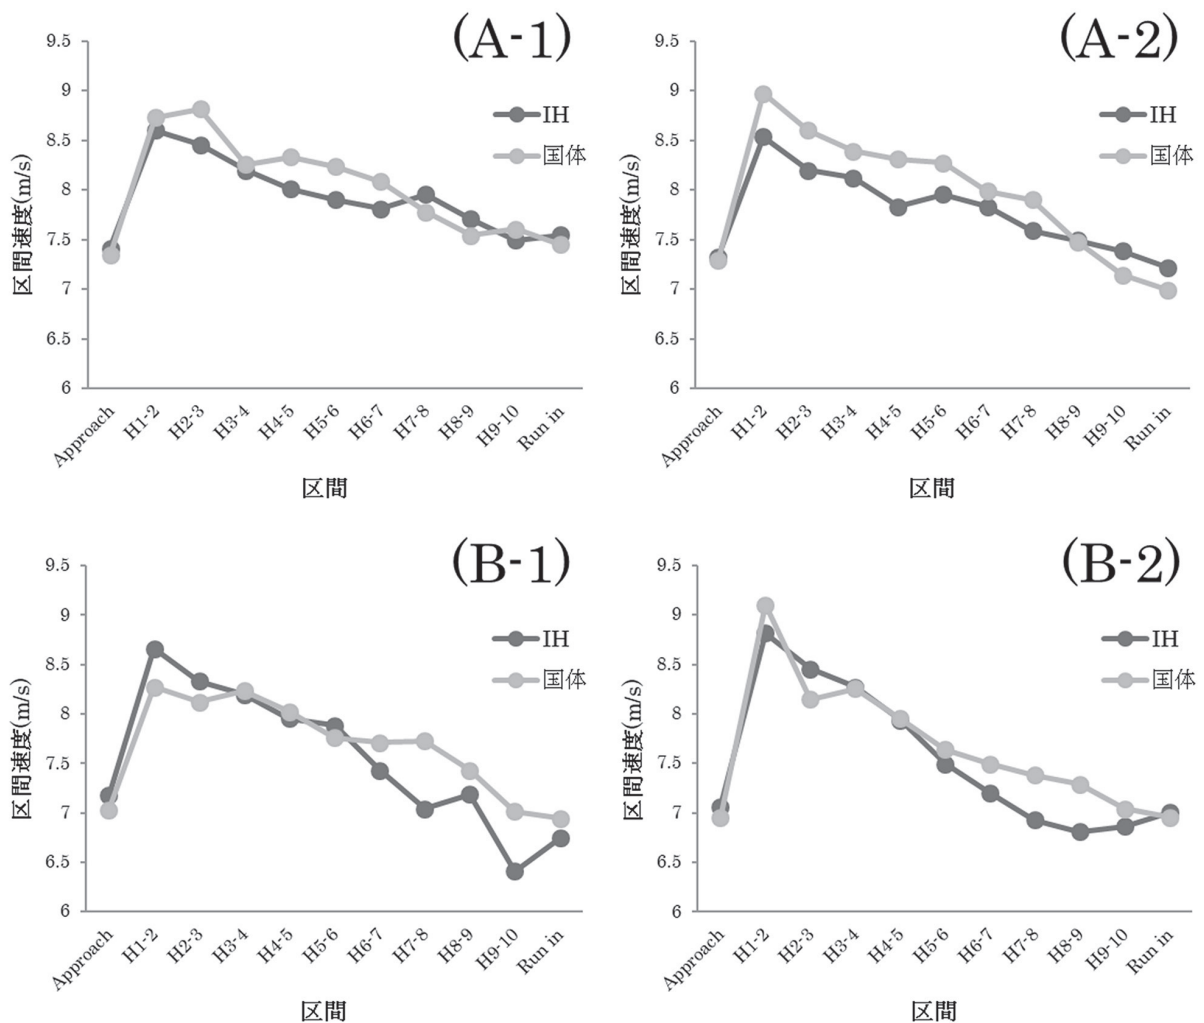 (A-1)
9.5
9
8.5
8
7.5
7
6.5
6
区間速度(m/s)
IH
国体
Approach
H1-2
H2-3
H3-4
H4-5
H5-6
H6-7
H7-8
H8-9
H9-10
Run in
区間
(A-2)
9.5
9
8.5
8
7.5
7
6.5
6
区間速度(m/s)
IH
国体
Approach
H1-2
H2-3
H3-4
H4-5
H5-6
H6-7
H7-8
H8-9
H9-10
Run in
区間
(B-1)
9.5
9
8.5
8
7.5
7
6.5
6
区間速度(m/s)
IH
国体
Approach
H1-2
H2-3
H3-4
H4-5
H5-6
H6-7
H7-8
H8-9
H9-10
Run in
区間
(B-2)
9.5
9
8.5
8
7.5
7
6.5
6
区間速度(m/s)
IH
国体
Approach
H1-2
H2-3
H3-4
H4-5
H5-6
H6-7
H7-8
H8-9
H9-10
Run in
区間